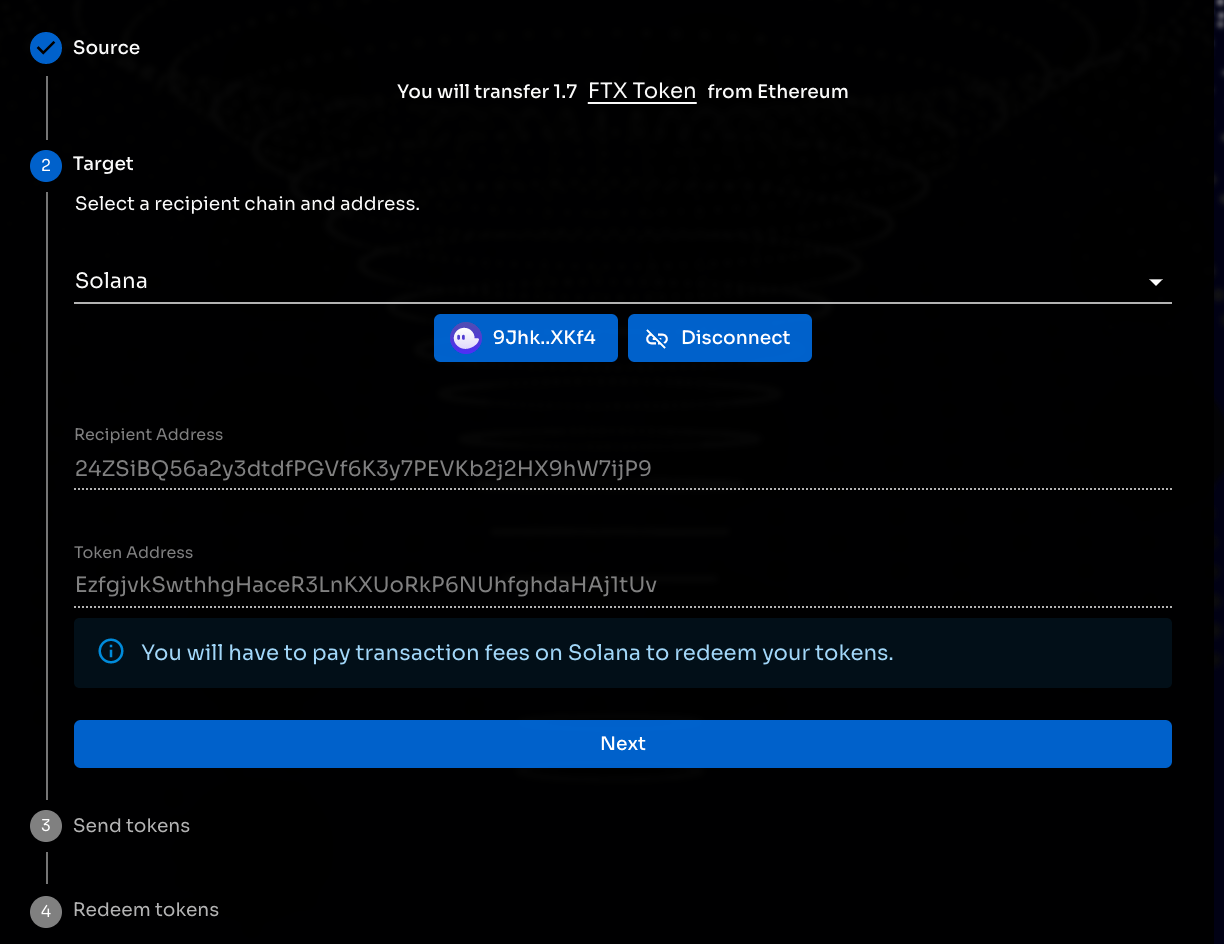 Source
You will transfer 1.7 FTX Token from Ethereum
2 Target
Select a recipient chain and address.
Solana
9Jhk..XKf4 Disconnect
Recipient Address
24ZSiBQ56a2y3dtdfPGVf6K3y7PEVKb2j2HX9hW7ijP9
Token Address
EzfgjvkSwthhgHaceR3LnKXUoRkP6NUhfghdaHAj1tUv
You will have to pay transaction fees on Solana to redeem your tokens.
Next
3 Send tokens
4 Redeem tokens